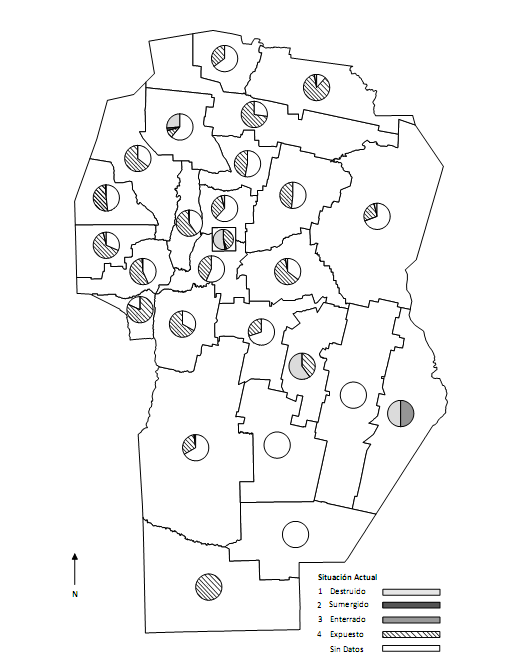 N
Situación Actual
1 Destruido
2 Sumergido
3 Enterrado
4 Expuesto
Sin Datos